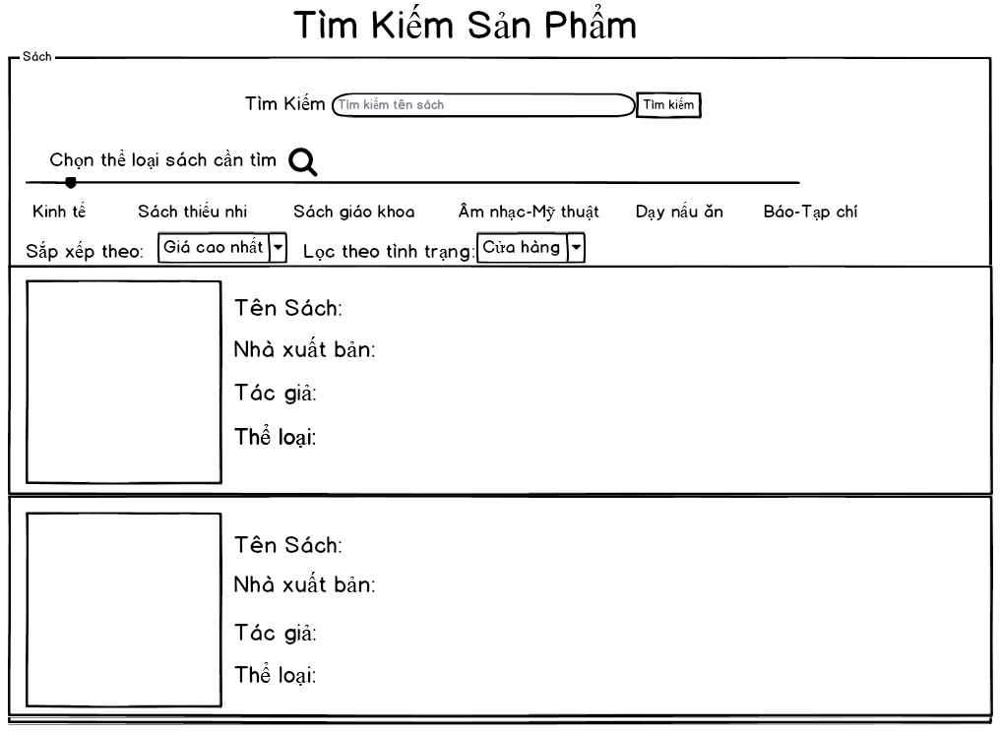 Tìm Kiếm Sản Phẩm
Sách
Tìm Kiếm Tìm kiếm tên sách Tìm kiếm
Chọn thể loại sách cần tìm
Kinh tế Sách thiếu nhi Sách giáo khoa Âm nhạc-Mỹ thuật Dạy nấu ăn Báo-Tạp chí
Sắp xếp theo: Giá cao nhất Lọc theo tình trạng: Cửa hàng
Tên Sách:
Nhà xuất bản:
Tác giả:
Thể loại:
Tên Sách:
Nhà xuất bản:
Tác giả:
Thể loại: